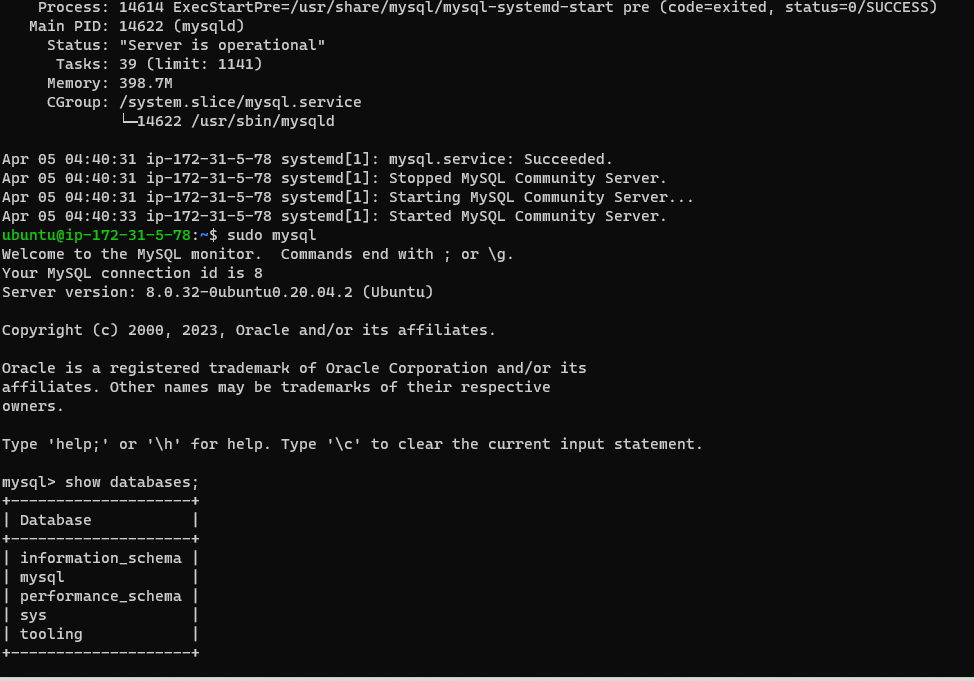 Process: 14614 ExecStartPre=/usr/share/mysql/mysql-systemd-start pre (code=exited, status=0/SUCCESS)
Main PID: 14622 (mysqld)
Status: "Server is operational"
Tasks: 39 (limit: 1141)
Memory: 398.7M
CGroup: /system.slice/mysql.service
└─14622 /usr/sbin/mysqld
Apr 05 04:40:31 ip-172-31-5-78 systemd[1]: mysql.service: Succeeded.
Apr 05 04:40:31 ip-172-31-5-78 systemd[1]: Stopped MySQL Community Server.
Apr 05 04:40:31 ip-172-31-5-78 systemd[1]: Starting MySQL Community Server...
Apr 05 04:40:33 ip-172-31-5-78 systemd[1]: Started MySQL Community Server.
ubuntu@ip-172-31-5-78:~$ sudo mysql
Welcome to the MySQL monitor.  Commands end with ; or \g.
Your MySQL connection id is 8
Server version: 8.0.32-0ubuntu0.20.04.2 (Ubuntu)
Copyright (c) 2000, 2023, Oracle and/or its affiliates.
Oracle is a registered trademark of Oracle Corporation and/or its
affiliates. Other names may be trademarks of their respective
owners.
Type 'help;' or '\h' for help. Type '\c' to clear the current input statement.
mysql> show databases;
+--------------------+
| Database           |
+--------------------+
| information_schema |
| mysql              |
| performance_schema |
| sys                |
| tooling            |
+--------------------+